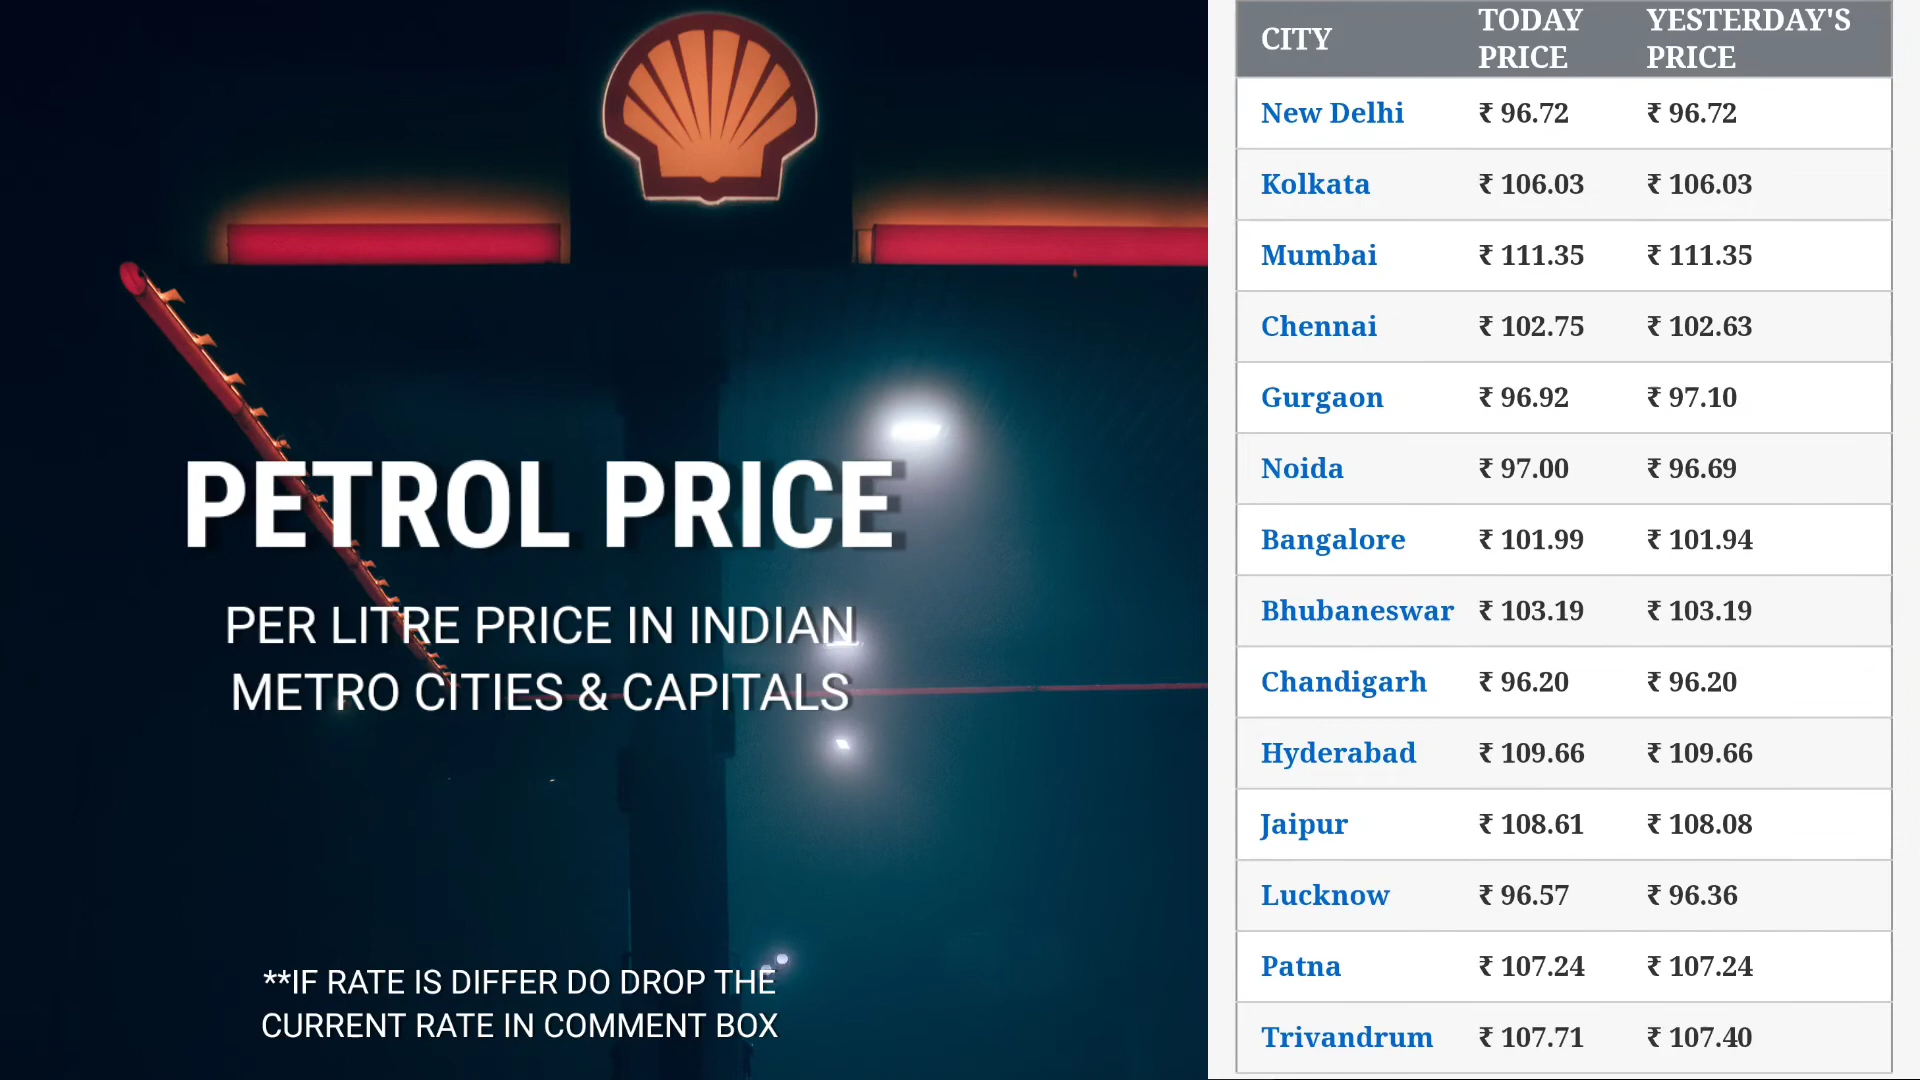 PETROL PRICE
PER LITRE PRICE IN INDIAN
METRO CITIES & CAPITALS
**IF RATE IS DIFFER DO DROP THE
CURRENT RATE IN COMMENT BOX
CITY TODAY PRICE YESTERDAY'S PRICE
New Delhi ₹ 96.72 ₹ 96.72
Kolkata ₹ 106.03 ₹ 106.03
Mumbai ₹ 111.35 ₹ 111.35
Chennai ₹ 102.75 ₹ 102.63
Gurgaon ₹ 96.92 ₹ 97.10
Noida ₹ 97.00 ₹ 96.69
Bangalore ₹ 101.99 ₹ 101.94
Bhubaneswar ₹ 103.19 ₹ 103.19
Chandigarh ₹ 96.20 ₹ 96.20
Hyderabad ₹ 109.66 ₹ 109.66
Jaipur ₹ 108.61 ₹ 108.08
Lucknow ₹ 96.57 ₹ 96.36
Patna ₹ 107.24 ₹ 107.24
Trivandrum ₹ 107.71 ₹ 107.40